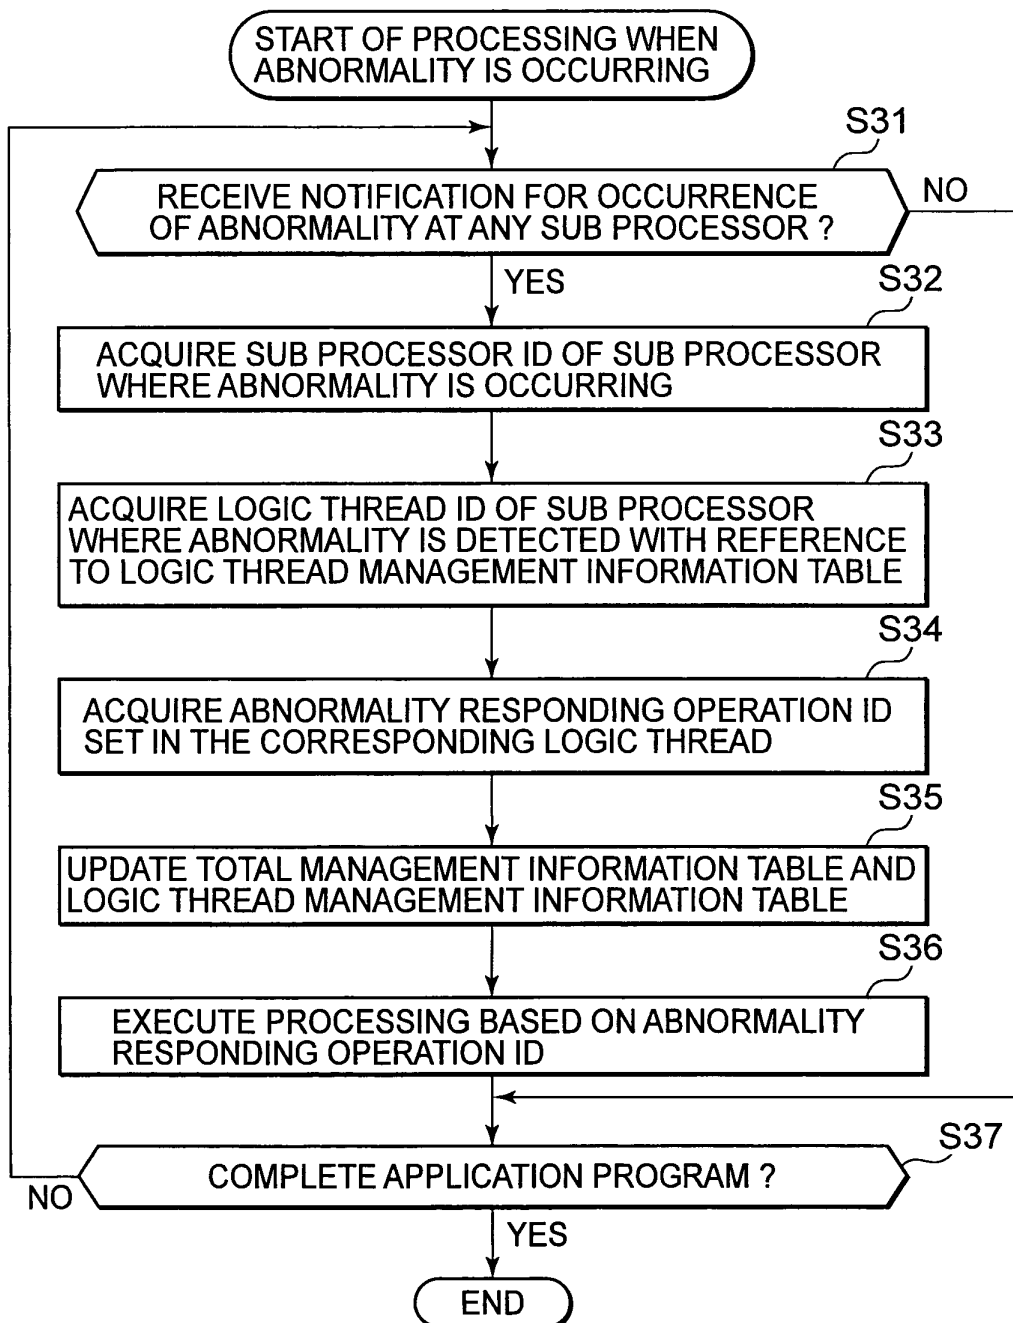 START OF PROCESSING WHEN
ABNORMALITY IS OCCURRING
S31
RECEIVE NOTIFICATION FOR OCCURRENCE
OF ABNORMALITY AT ANY SUB PROCESSOR ?
NO
YES
S32
ACQUIRE SUB PROCESSOR ID OF SUB PROCESSOR
WHERE ABNORMALITY IS OCCURRING
S33
ACQUIRE LOGIC THREAD ID OF SUB PROCESSOR
WHERE ABNORMALITY IS DETECTED WITH REFERENCE
TO LOGIC THREAD MANAGEMENT INFORMATION TABLE
S34
ACQUIRE ABNORMALITY RESPONDING OPERATION ID
SET IN THE CORRESPONDING LOGIC THREAD
S35
UPDATE TOTAL MANAGEMENT INFORMATION TABLE AND
LOGIC THREAD MANAGEMENT INFORMATION TABLE
S36
EXECUTE PROCESSING BASED ON ABNORMALITY
RESPONDING OPERATION ID
S37
COMPLETE APPLICATION PROGRAM ?
NO
YES
END